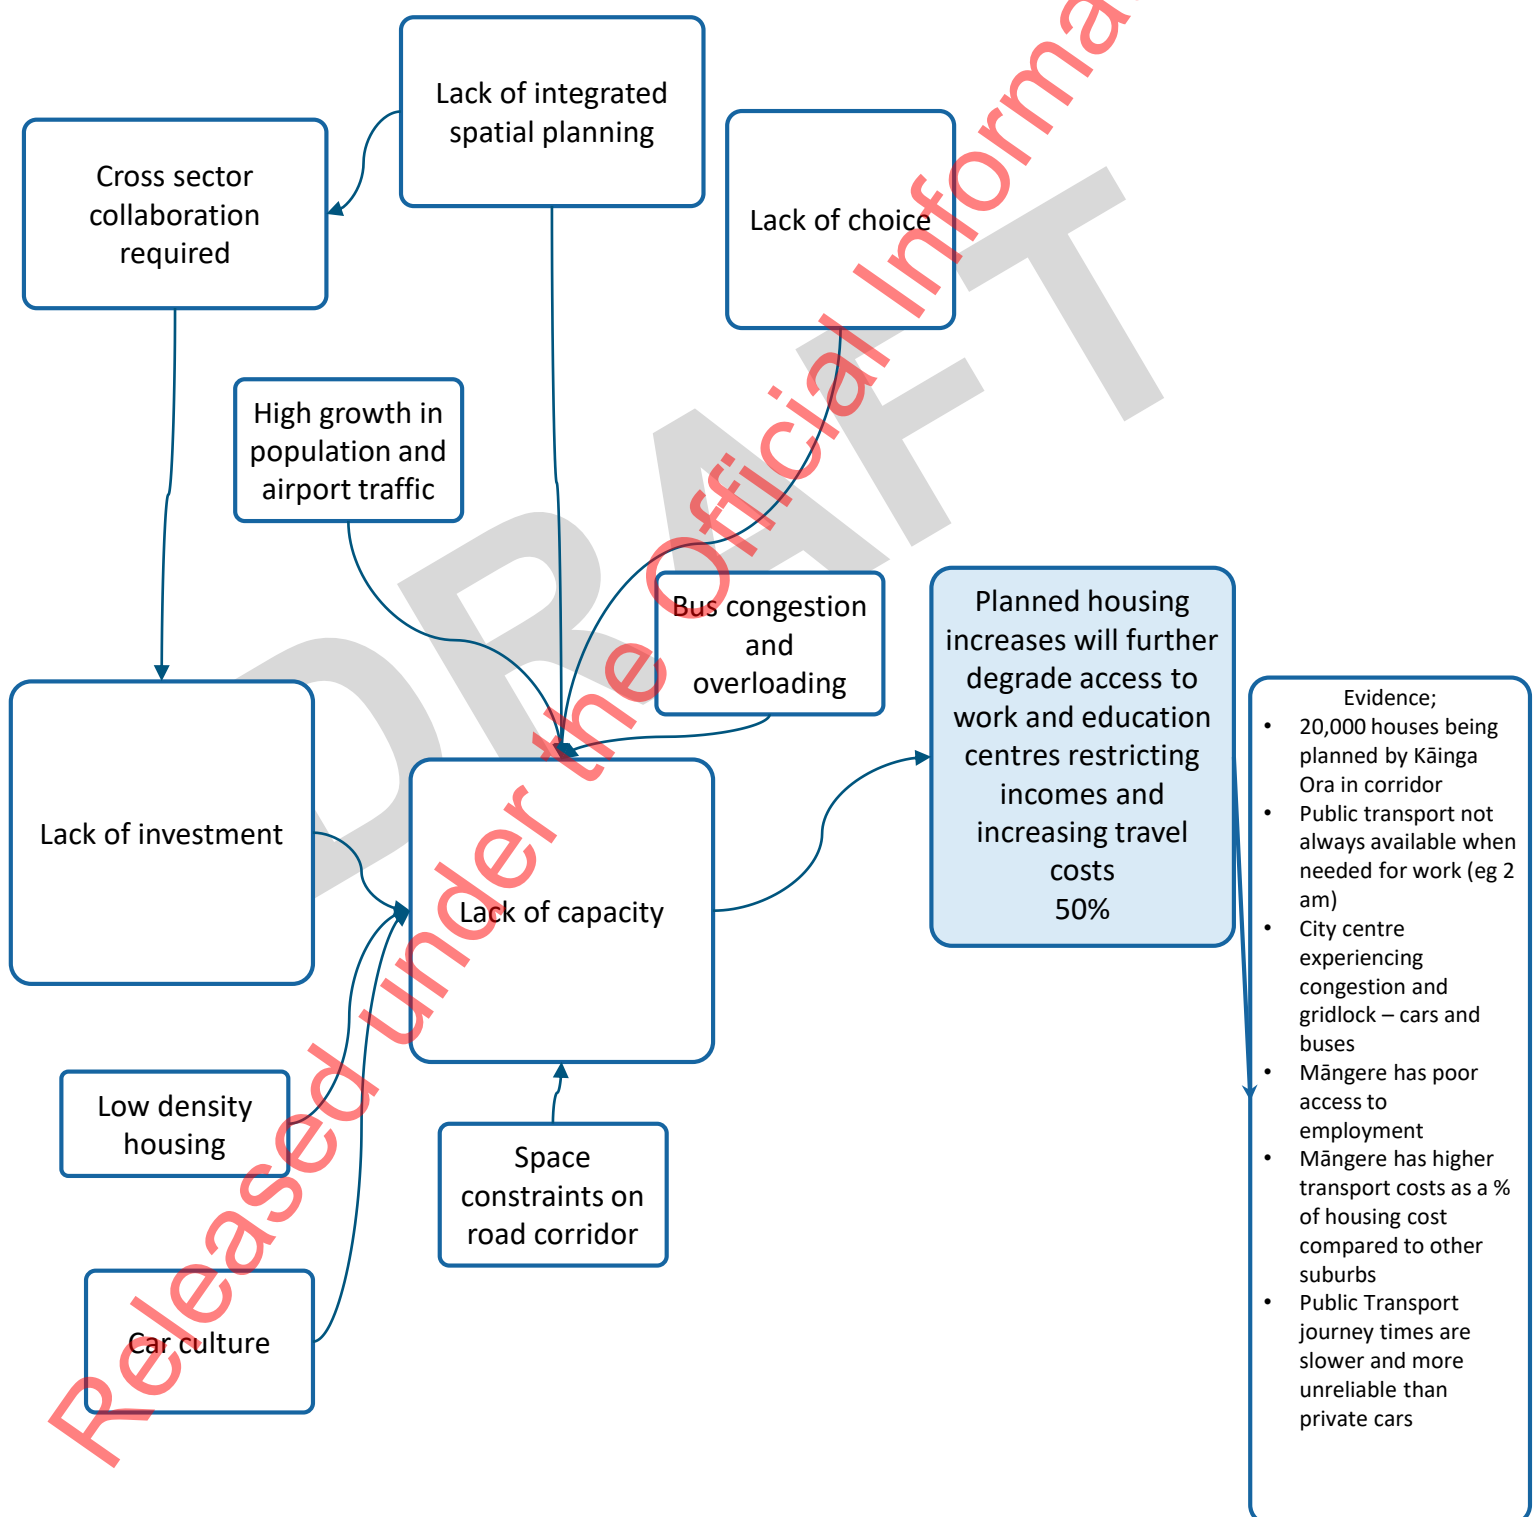 Lack of integrated
spatial planning
Cross sector
collaboration
required
Lack of choice
High growth in
population and
airport traffic
Bus congestion
and
overloading
Planned housing
increases will further
degrade access to
work and education
centres restricting
incomes and
increasing travel
costs
50%
Lack of investment
Lack of capacity
Low density
housing
Space
constraints on
road corridor
Car culture
Evidence;
• 20,000 houses being
planned by Kāinga
Ora in corridor
• Public transport not
always available when
needed for work (eg 2
am)
• City centre
experiencing
congestion and
gridlock – cars and
buses
• Māngere has poor
access to
employment
• Māngere has higher
transport costs as a %
of housing cost
compared to other
suburbs
• Public Transport
journey times are
slower and more
unreliable than
private cars
DRAFT
Released under the Official Informa